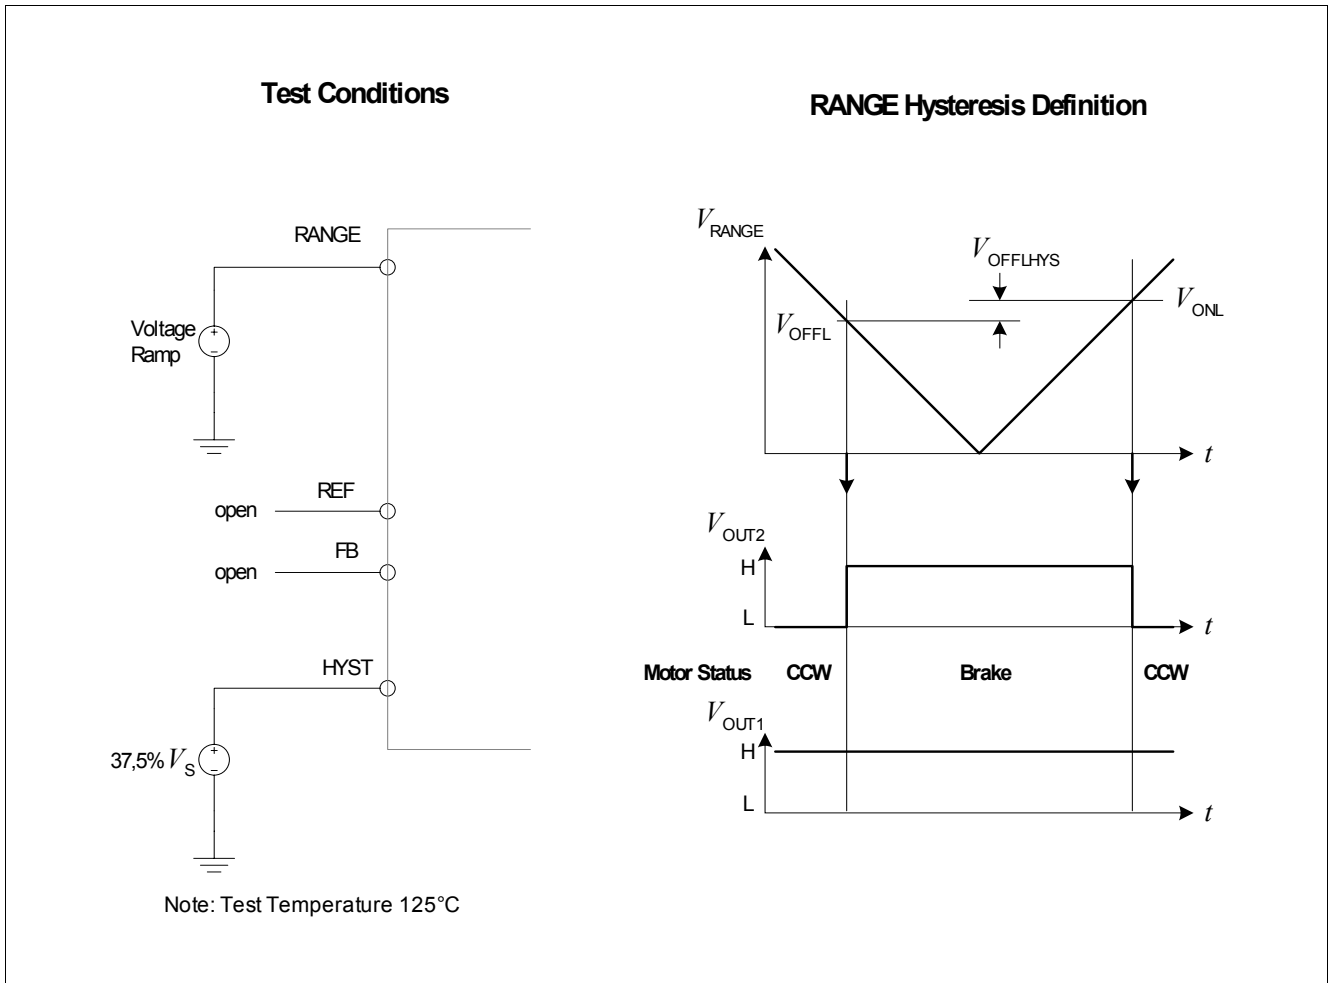 Test Conditions
RANGE Hysteresis Definition
RANGE
Voltage
Ramp
+
–
REF
open
FB
open
HYST
37,5% VS
+
–
Note: Test Temperature 125°C
VRANGE
VOFFLHYS
VONL
VOFFL
t
VOUT2
H
L
t
Motor Status CCW Brake CCW
VOUT1
H
L
t